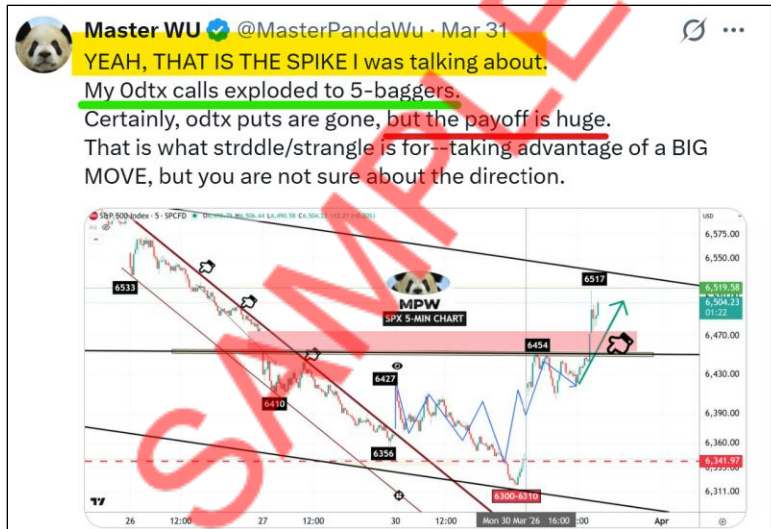 Master WU @MasterPandaWu · Mar 31
YEAH, THAT IS THE SPIKE I was talking about.
My 0dtx calls exploded to 5-baggers.
Certainly, odtx puts are gone, but the payoff is huge.
That is what strddle/strangle is for--taking advantage of a BIG
MOVE, but you are not sure about the direction.
SAMPLE
S&P 500 Index · 5 · SPCFD
USD
6,575.00
6,550.00
6533
6517
6,519.58
MPW
6,504.23
01:22
SPX 5-MIN CHART
6,470.00
6454
6427
6,430.00
6410
6,390.00
6356
6,360.00
6,341.97
6300-6310
6,311.00
26 12:00 27 12:00 30 12:00 Mon 30 Mar '26 16:00 :00 Apr